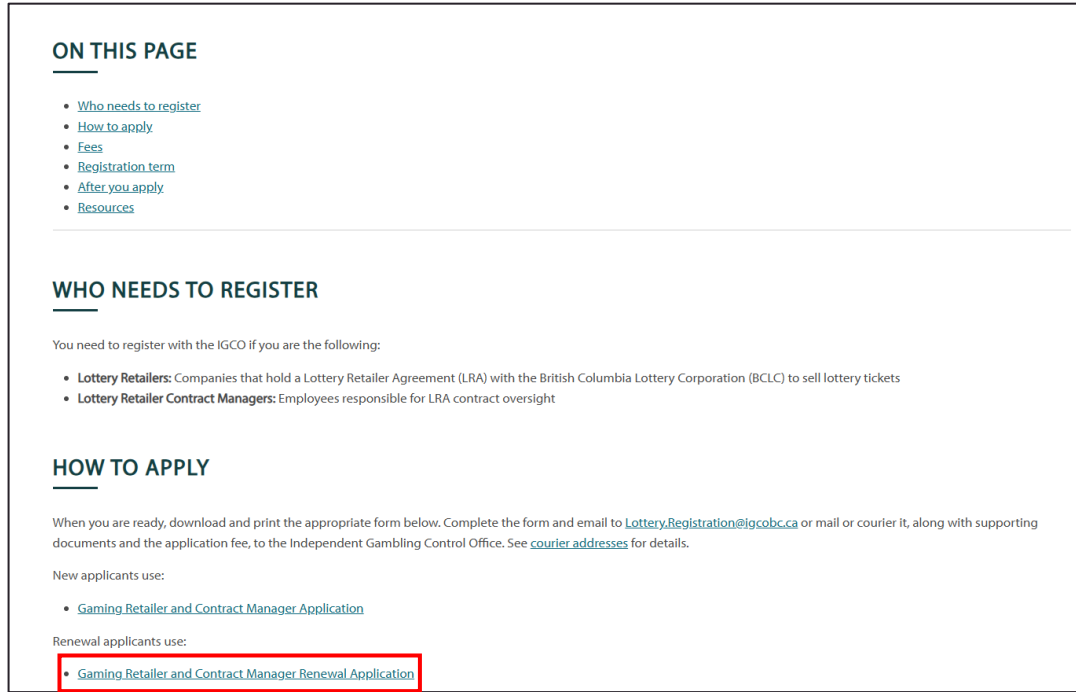 ON THIS PAGE
Who needs to register
How to apply
Fees
Registration term
After you apply
Resources
WHO NEEDS TO REGISTER
You need to register with the IGCO if you are the following:
Lottery Retailers: Companies that hold a Lottery Retailer Agreement (LRA) with the British Columbia Lottery Corporation (BCLC) to sell lottery tickets
Lottery Retailer Contract Managers: Employees responsible for LRA contract oversight
HOW TO APPLY
When you are ready, download and print the appropriate form below. Complete the form and email to Lottery.Registration@igcobc.ca or mail or courier it, along with supporting
documents and the application fee, to the Independent Gambling Control Office. See courier addresses for details.
New applicants use:
Gaming Retailer and Contract Manager Application
Renewal applicants use:
Gaming Retailer and Contract Manager Renewal Application